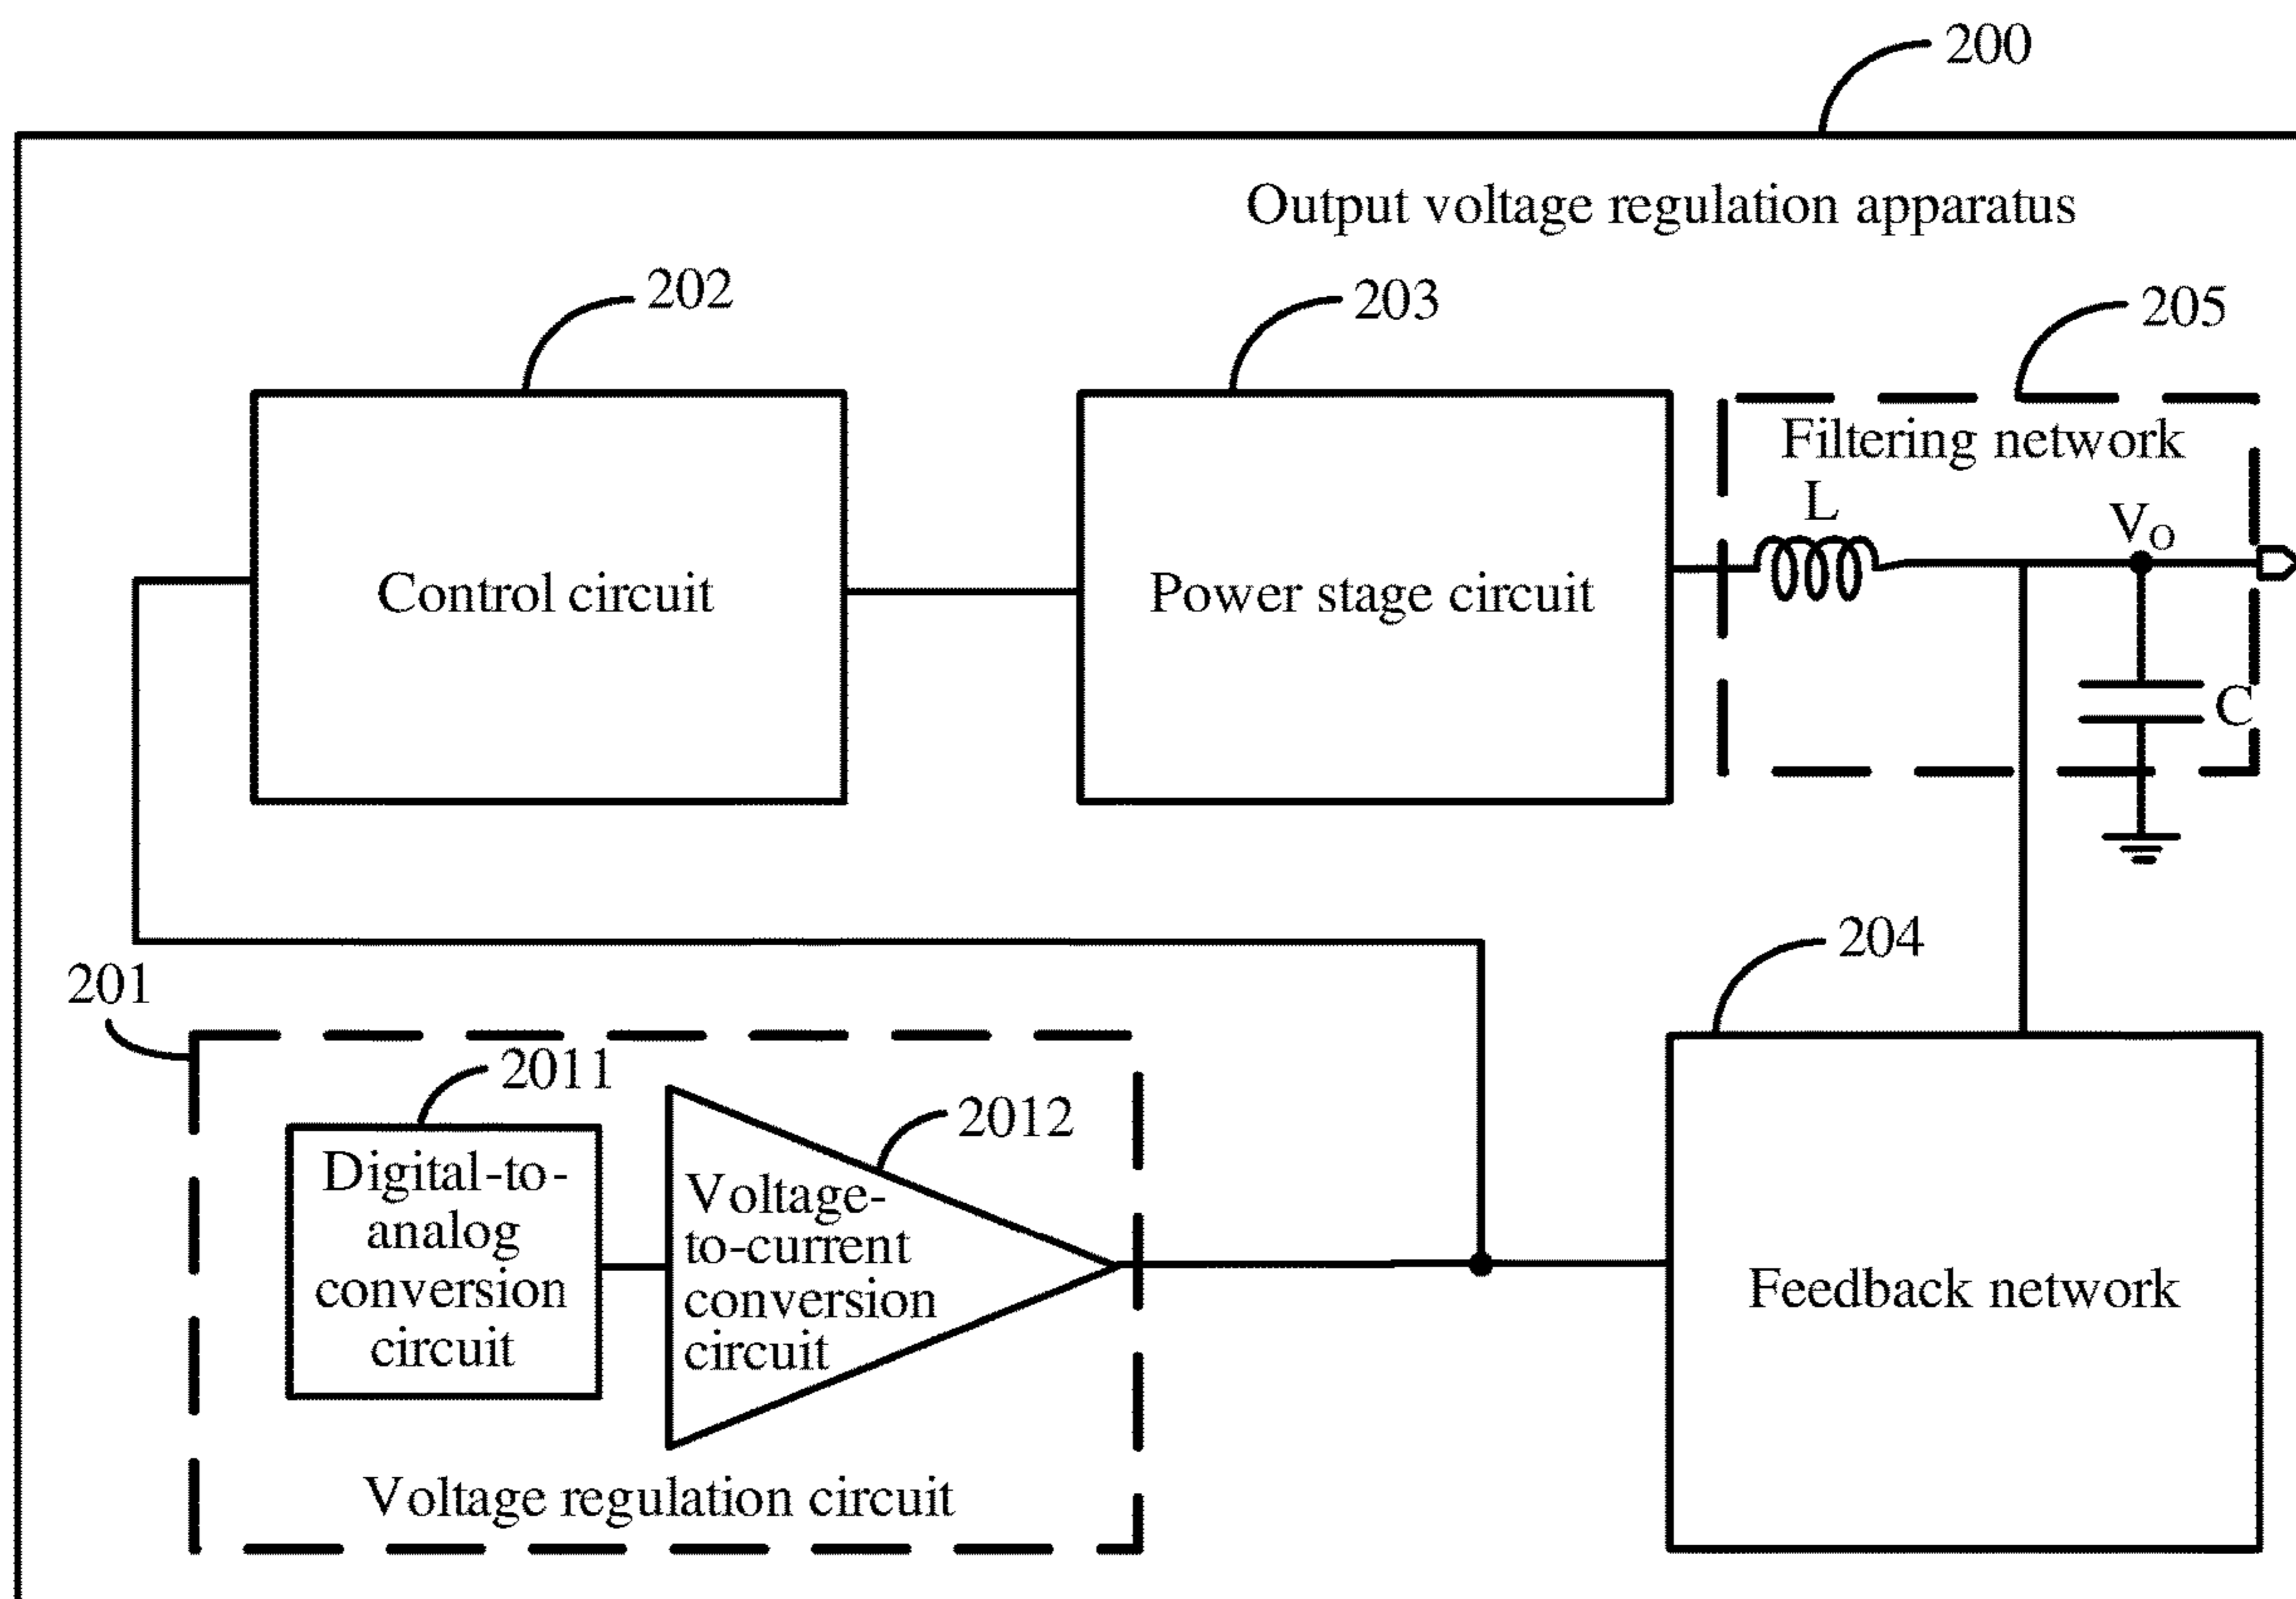 200
Output voltage regulation apparatus
202
203
205
Filtering network
L
VO
Control circuit
Power stage circuit
C
204
201
2011
2012
Digital-to-
analog
conversion
circuit
Voltage-
to-current
conversion
circuit
Feedback network
Voltage regulation circuit